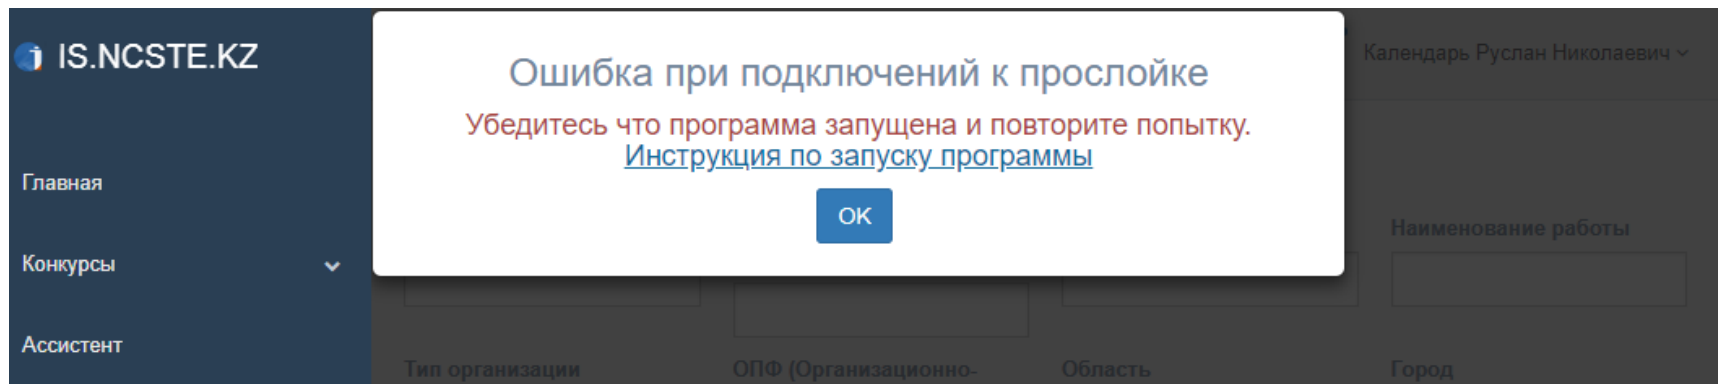 IS.NCSTE.KZ
Ошибка при подключений к прослойке
Убедитесь что программа запущена и повторите попытку.
Инструкция по запуску программы
OK
Календарь Руслан Николаевич
Главная
Конкурсы
Ассистент
Наименование работы
Тип организации
ОПФ (Организационно-
Область
Город